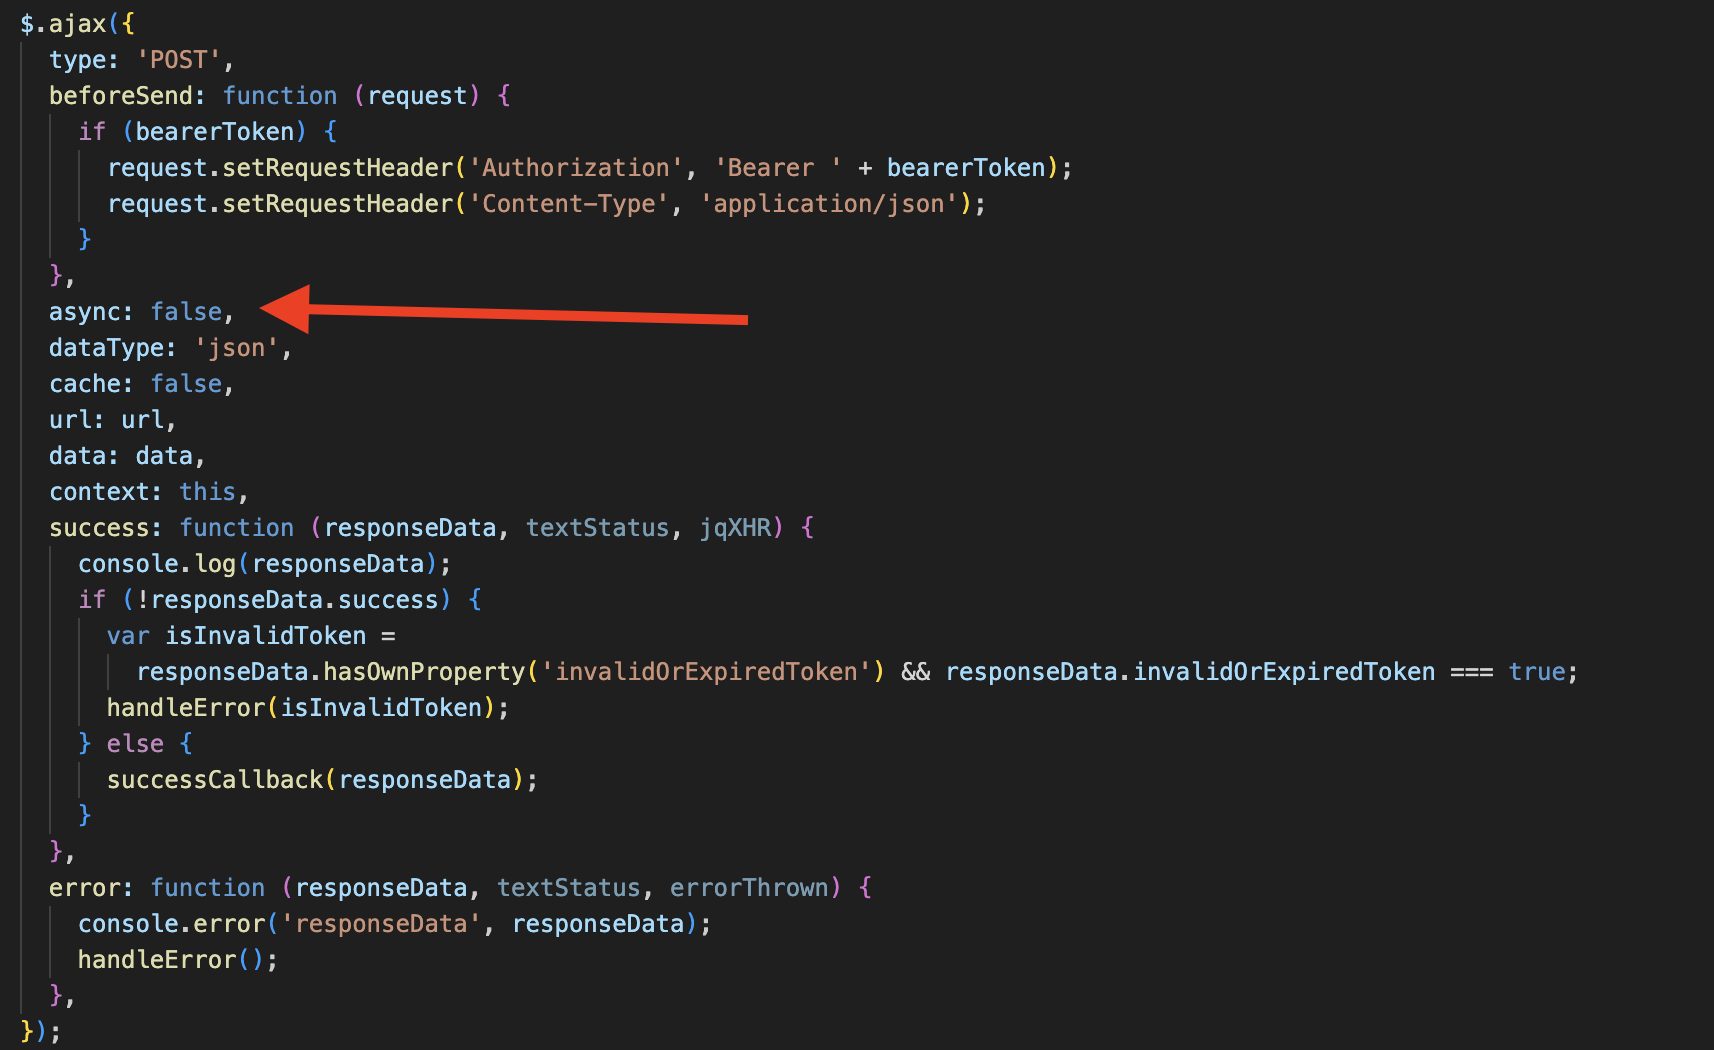 $.ajax({
  type: 'POST',
  beforeSend: function (request) {
    if (bearerToken) {
      request.setRequestHeader('Authorization', 'Bearer ' + bearerToken);
      request.setRequestHeader('Content-Type', 'application/json');
    }
  },
  async: false,
  dataType: 'json',
  cache: false,
  url: url,
  data: data,
  context: this,
  success: function (responseData, textStatus, jqXHR) {
    console.log(responseData);
    if (!responseData.success) {
      var isInvalidToken =
        responseData.hasOwnProperty('invalidOrExpiredToken') && responseData.invalidOrExpiredToken === true;
      handleError(isInvalidToken);
    } else {
      successCallback(responseData);
    }
  },
  error: function (responseData, textStatus, errorThrown) {
    console.error('responseData', responseData);
    handleError();
  },
});